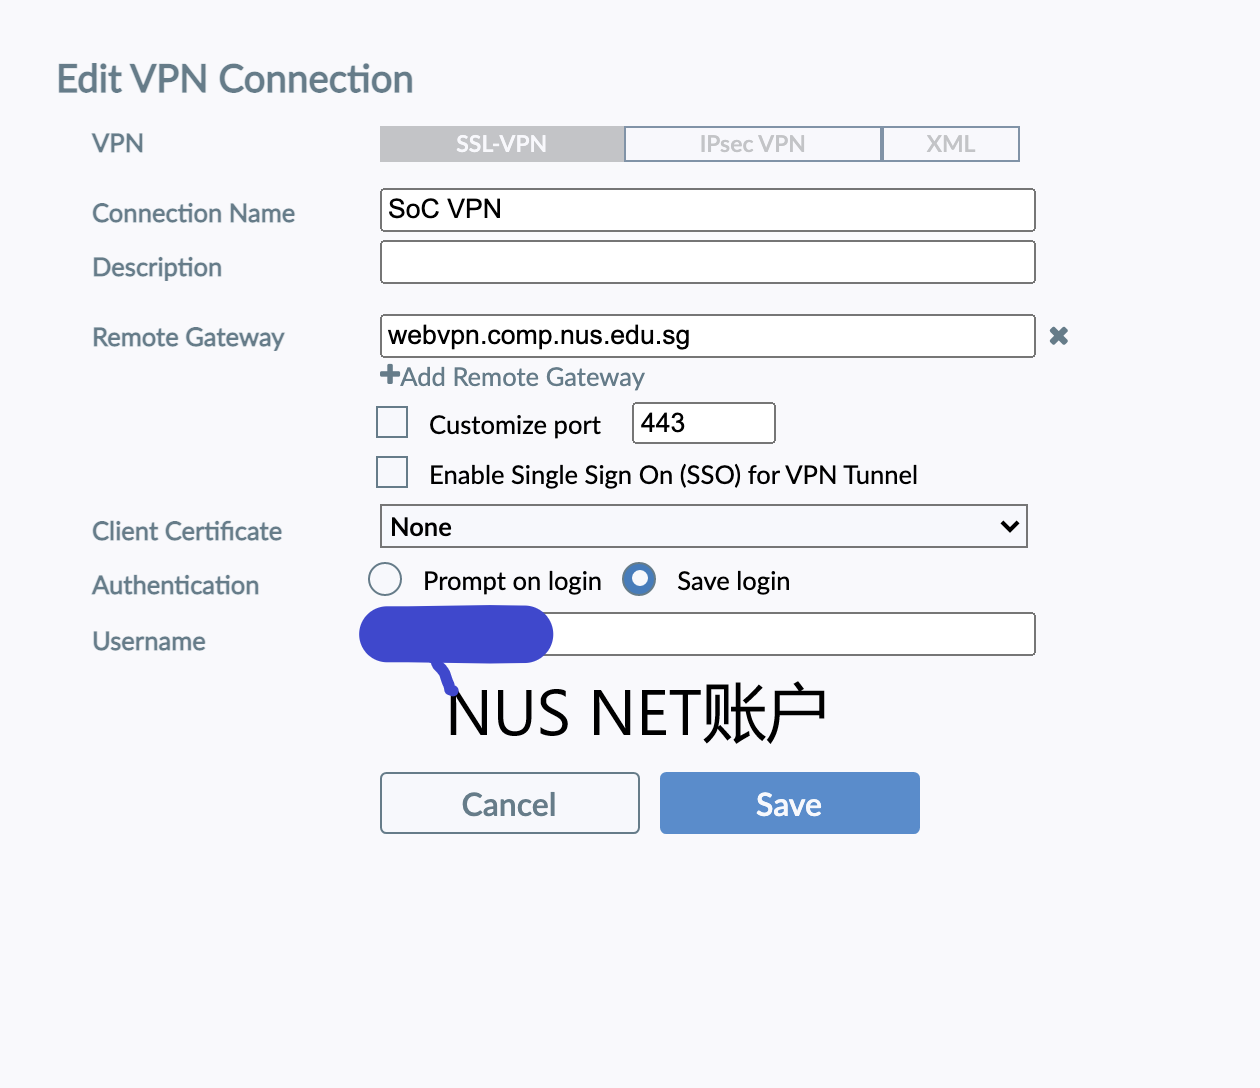 Edit VPN Connection
VPN SSL-VPN IPsec VPN XML
Connection Name SoC VPN
Description
Remote Gateway webvpn.comp.nus.edu.sg ✖
+Add Remote Gateway
Customize port 443
Enable Single Sign On (SSO) for VPN Tunnel
Client Certificate None
Authentication Prompt on login Save login
Username
NUS NET账户
Cancel Save